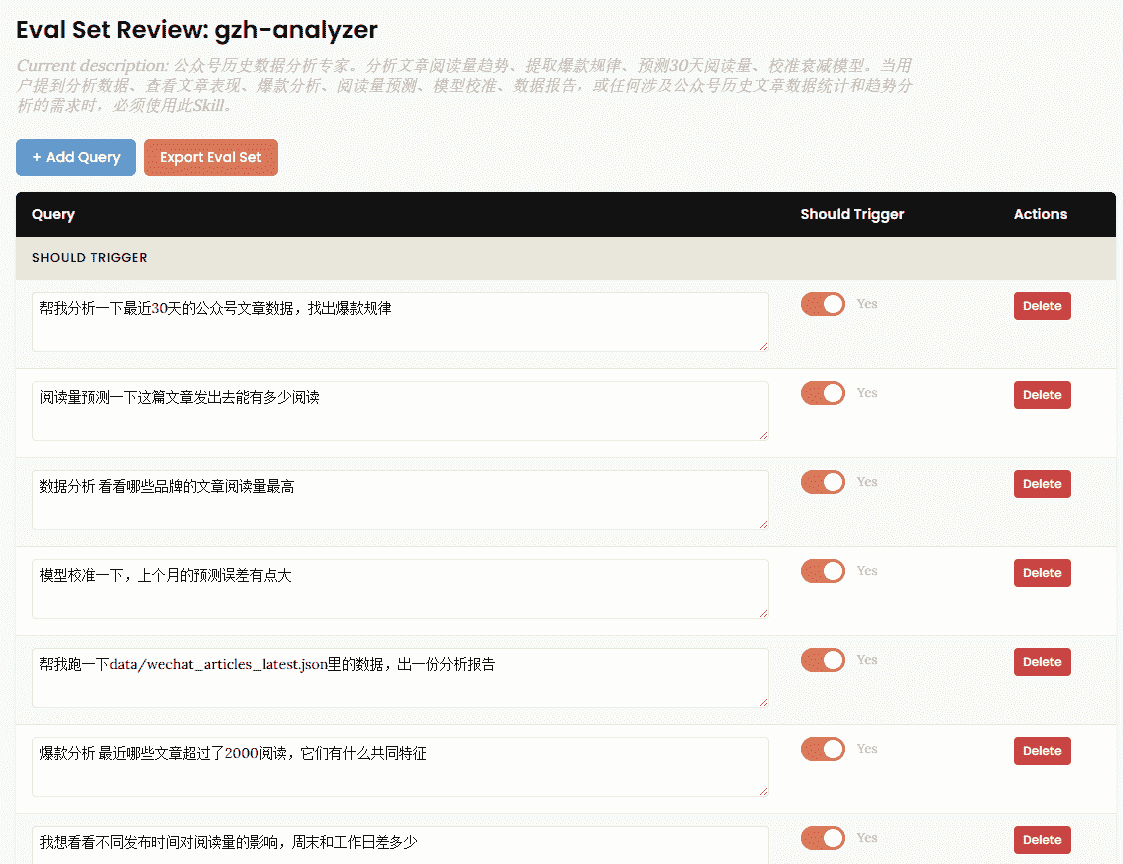 Eval Set Review: gzh-analyzer
Current description: 公众号历史数据分析专家。分析文章阅读量趋势、提取爆款规律、预测30天阅读量、校准衰减模型。当用
户提到分析数据、查看文章表现、爆款分析、阅读量预测、模型校准、数据报告，或任何涉及公众号历史文章数据统计和趋势分
析的需求时，必须使用此Skill。
+ Add Query Export Eval Set
Query Should Trigger Actions
SHOULD TRIGGER
帮我分析一下最近30天的公众号文章数据，找出爆款规律 Yes Delete
阅读量预测一下这篇文章发出去能有多少阅读 Yes Delete
数据分析 看看哪些品牌的文章阅读量最高 Yes Delete
模型校准一下，上个月的预测误差有点大 Yes Delete
帮我跑一下data/wechat_articles_latest.json里的数据，出一份分析报告 Yes Delete
爆款分析 最近哪些文章超过了2000阅读，它们有什么共同特征 Yes Delete
我想看看不同发布时间对阅读量的影响，周末和工作日差多少 Yes Delete